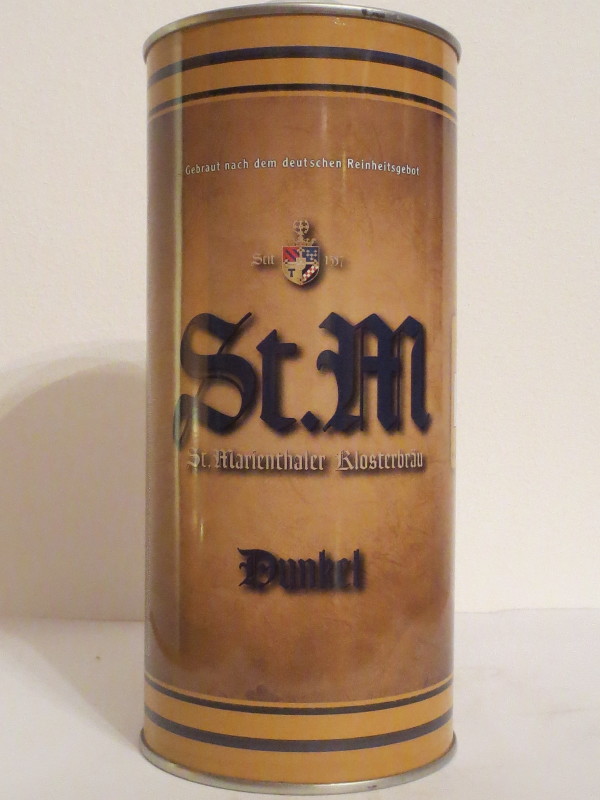 Gebraut nach dem deutschen Reinheitsgebot
Seit
St.M
St. Marienthaler Klosterbräu
Dunkel